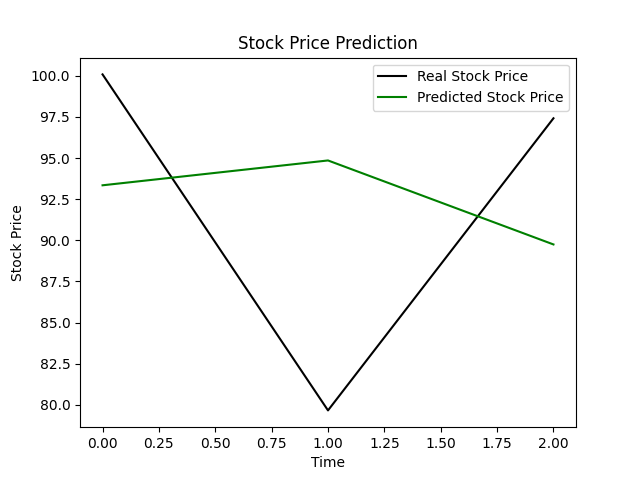 Stock Price Prediction
Real Stock Price
Predicted Stock Price
Stock Price
100.0
97.5
95.0
92.5
90.0
87.5
85.0
82.5
80.0
0.00 0.25 0.50 0.75 1.00 1.25 1.50 1.75 2.00
Time